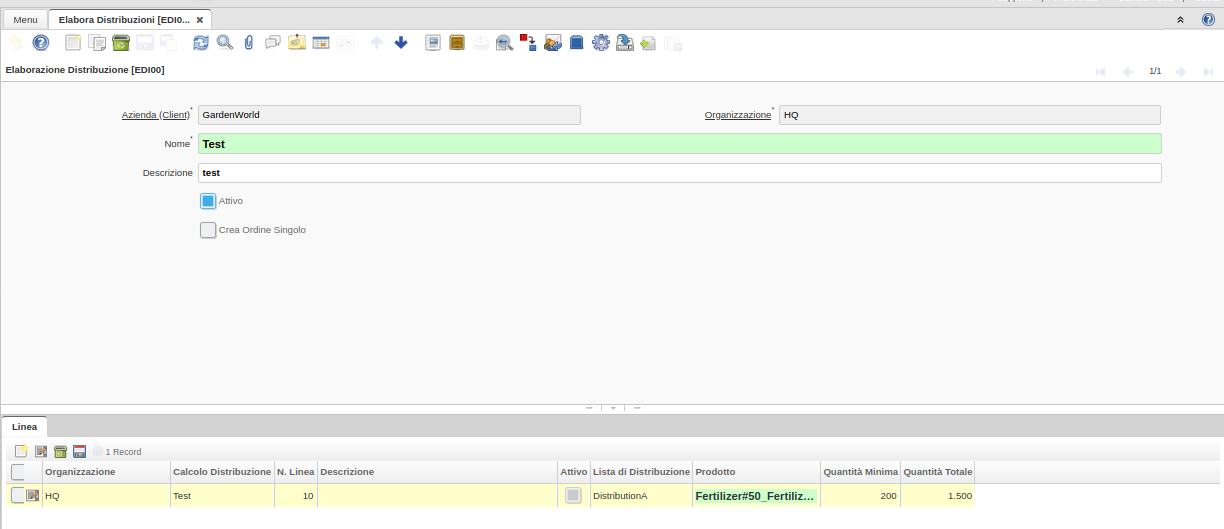 Menu
Elabora Distribuzioni [EDI0...
Elaborazione Distribuzione [EDI00]
1/1
Azienda (Client)* GardenWorld Organizzazione* HQ
Nome* Test
Descrizione test
Attivo
Crea Ordine Singolo
Linea
1 Record
Organizzazione Calcolo Distribuzione N. Linea Descrizione Attivo Lista di Distribuzione Prodotto Quantità Minima Quantità Totale
HQ Test 10 DistributionA Fertilizer#50_Fertiliz... 200 1.500